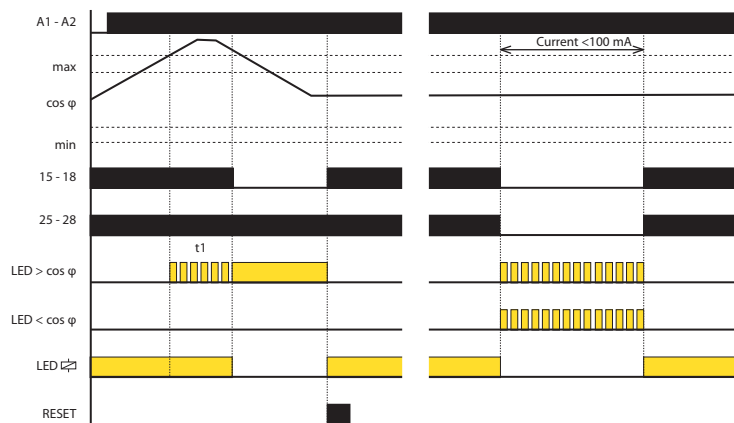 A1 - A2
Current <100 mA
max
cos φ
min
15 - 18
25 - 28
t1
LED > cos φ
LED < cos φ
LED
RESET